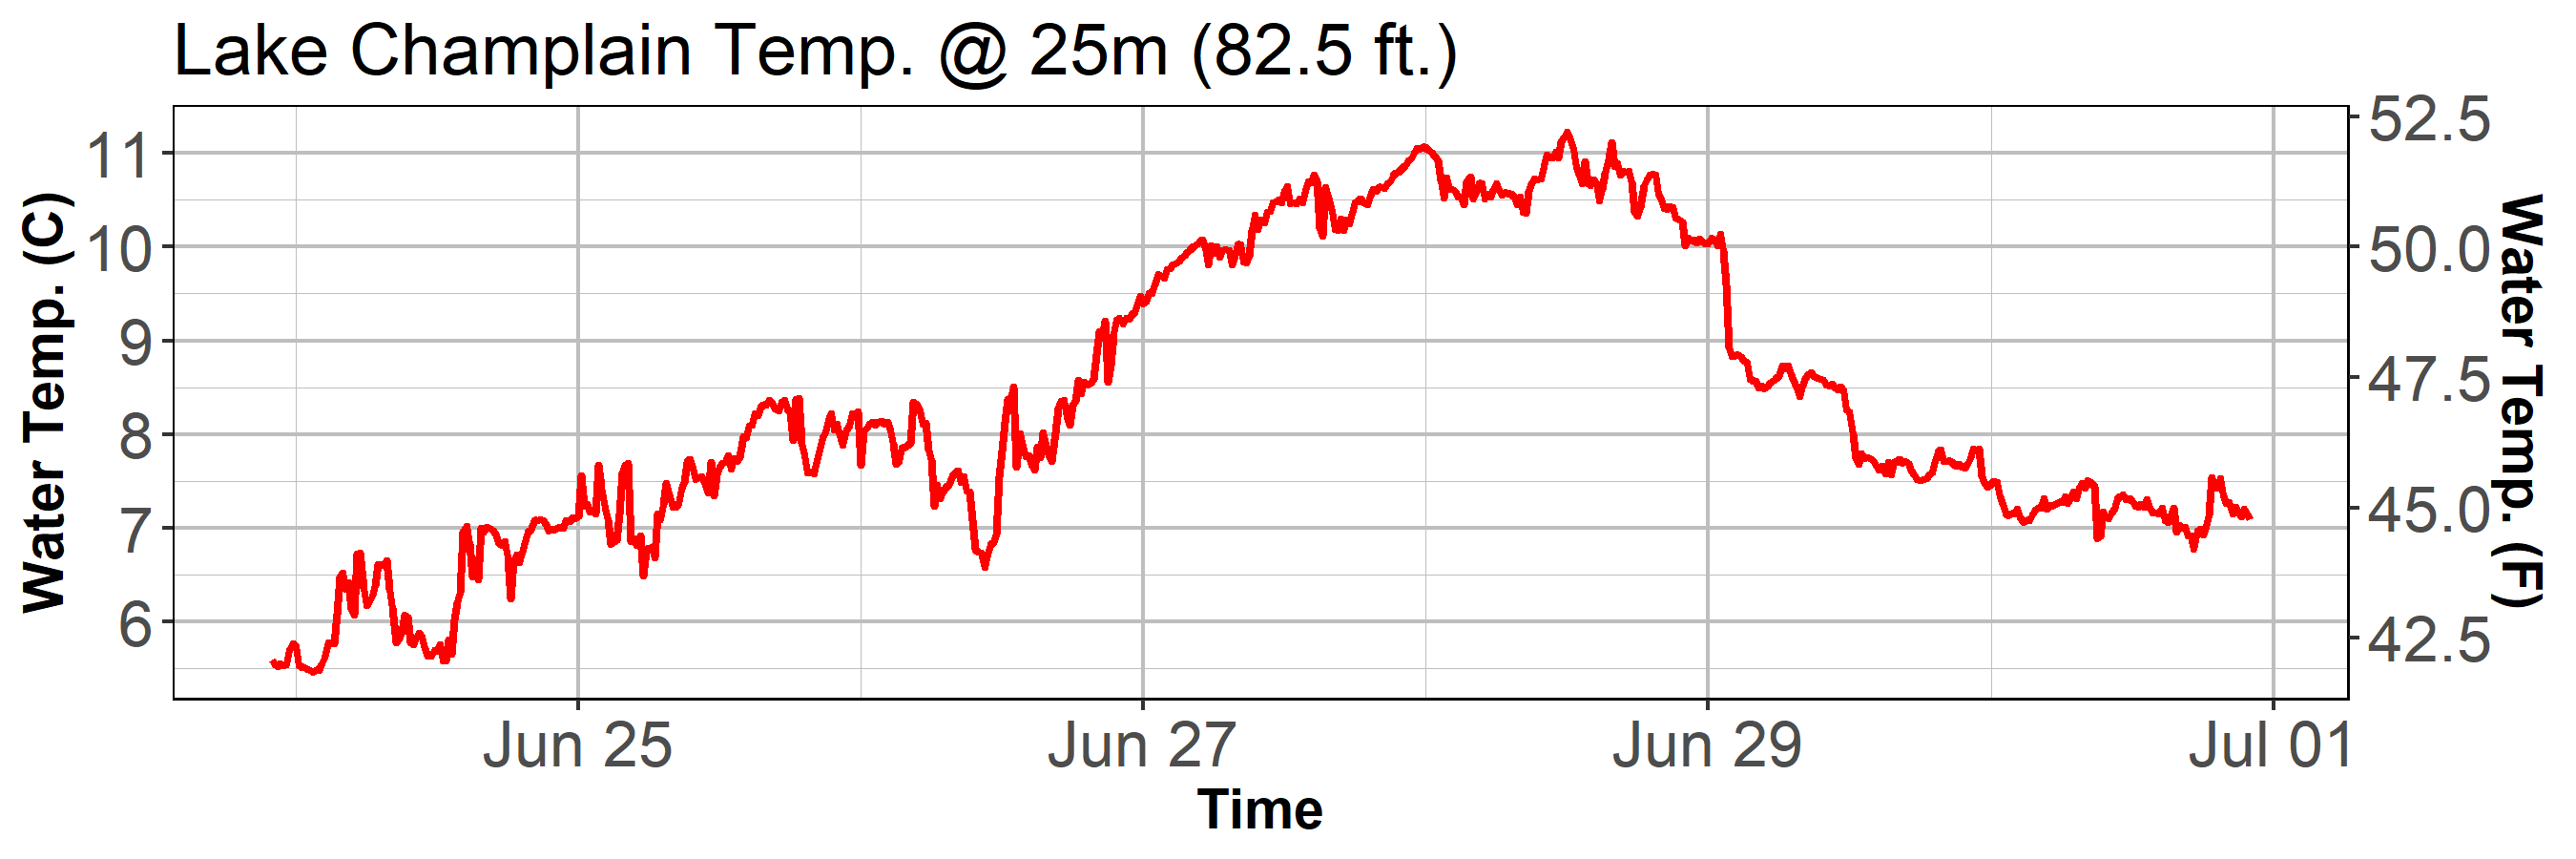 Lake Champlain Temp. @ 25m (82.5 ft.)
Water Temp. (C)
11
10
9
8
7
6
52.5
50.0
47.5
45.0
42.5
Water Temp. (F)
Jun 25 Jun 27 Jun 29 Jul 01
Time